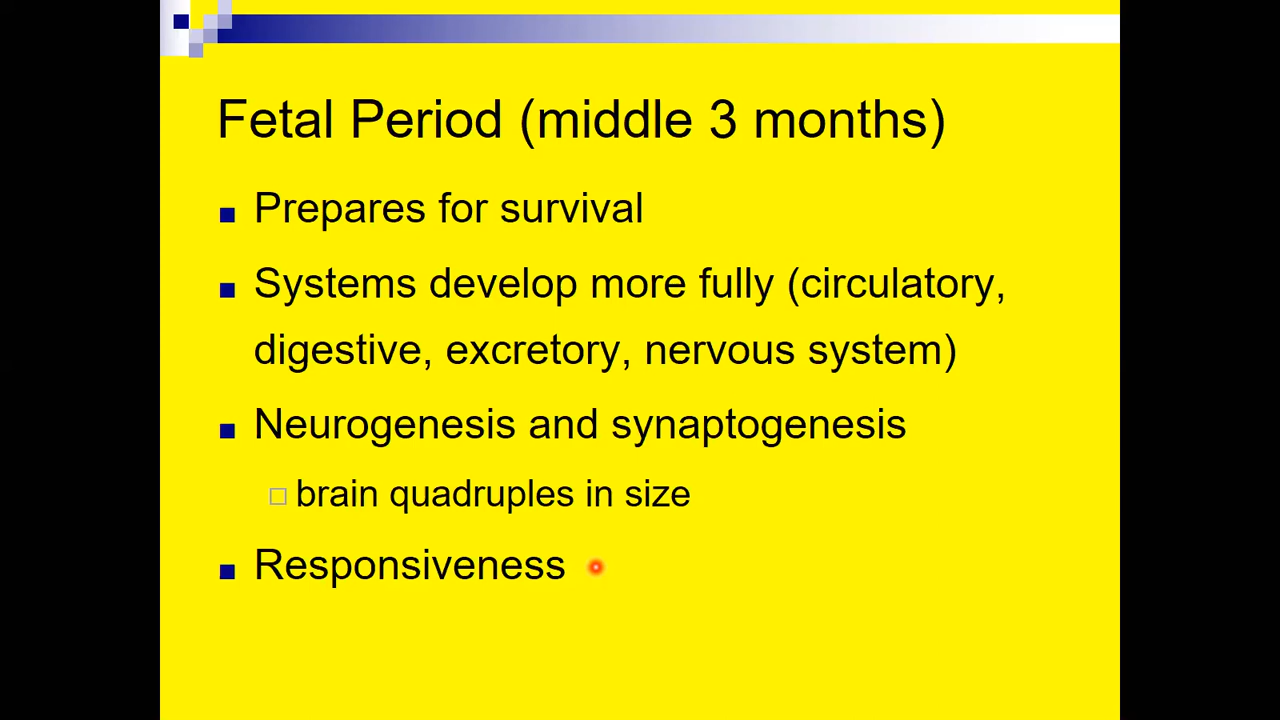 Fetal Period (middle 3 months)
Prepares for survival
Systems develop more fully (circulatory,
digestive, excretory, nervous system)
Neurogenesis and synaptogenesis
brain quadruples in size
Responsiveness